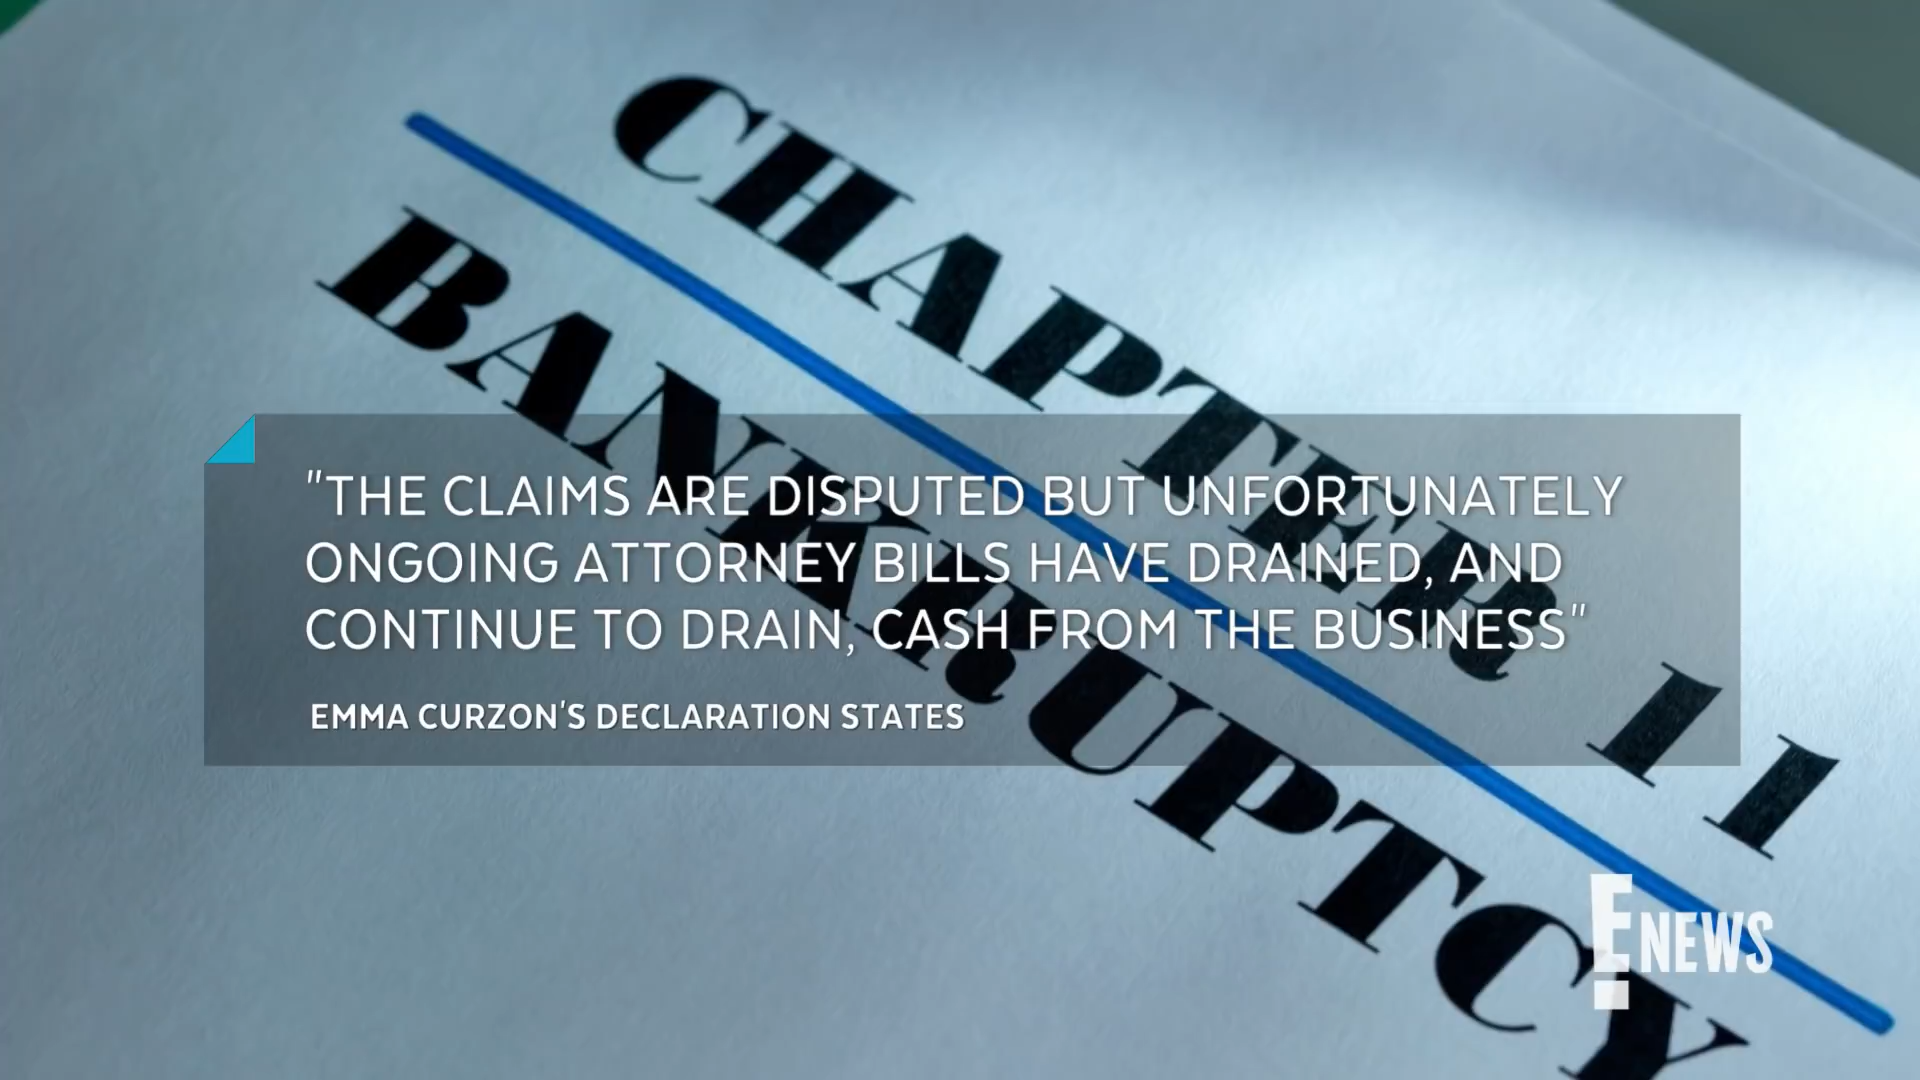 CHAPTER 11
BANKRUPTCY
"THE CLAIMS ARE DISPUTED BUT UNFORTUNATELY
ONGOING ATTORNEY BILLS HAVE DRAINED, AND
CONTINUE TO DRAIN, CASH FROM THE BUSINESS"
EMMA CURZON'S DECLARATION STATES
E! NEWS